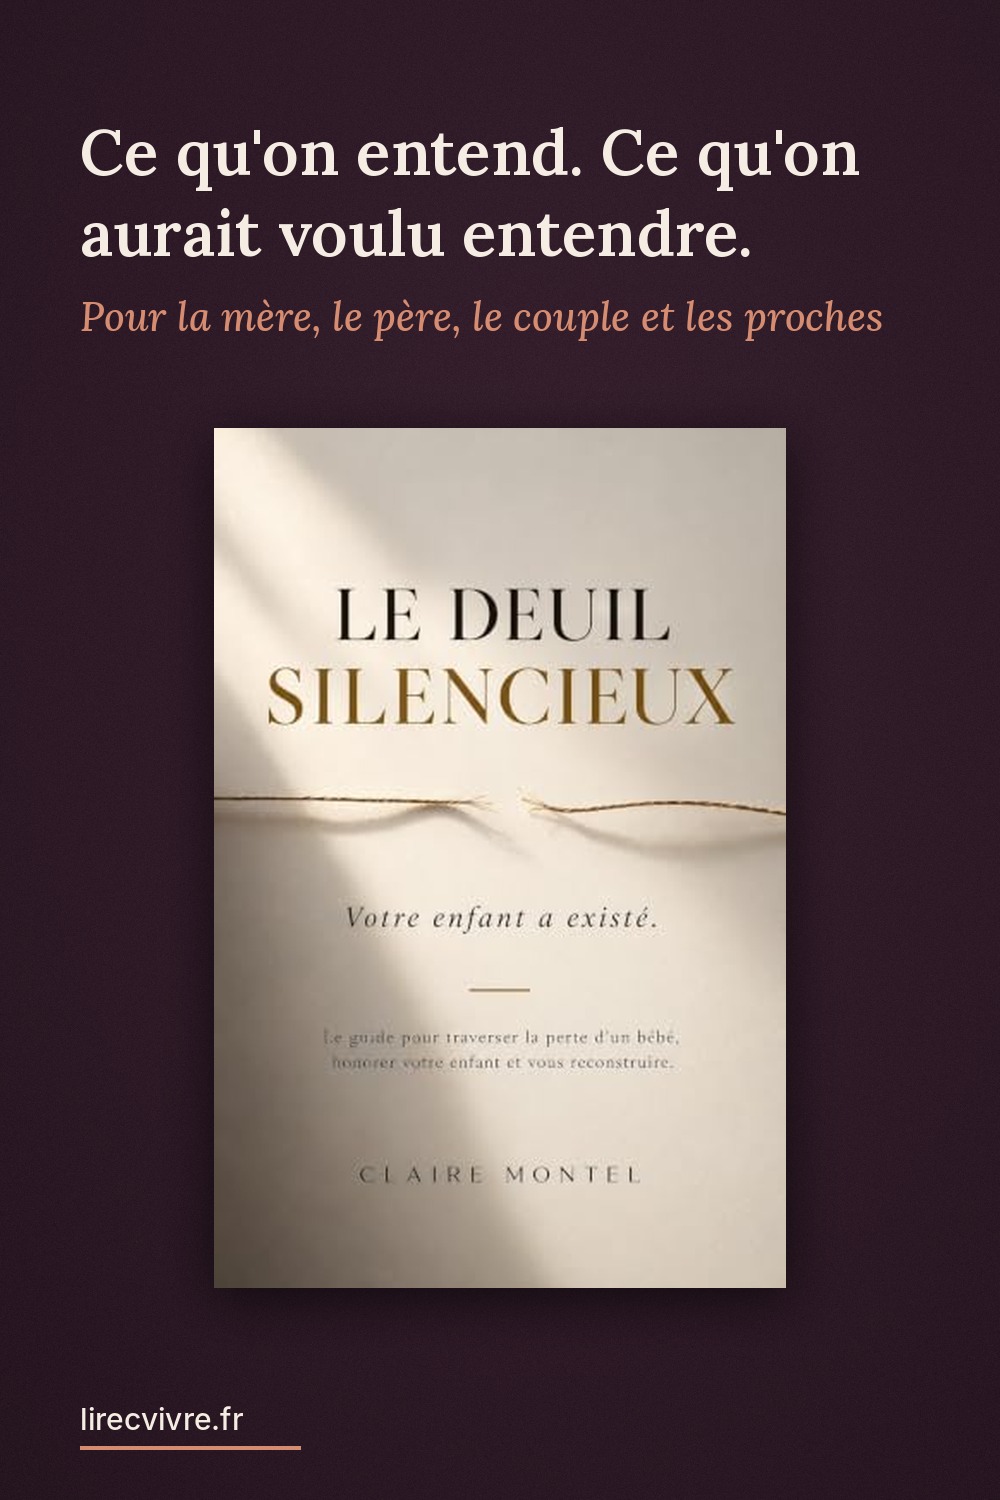 Ce qu'on entend. Ce qu'on
aurait voulu entendre.
Pour la mère, le père, le couple et les proches
LE DEUIL
SILENCIEUX
Votre enfant a existé.
Le guide pour traverser la perte d'un bébé,
honorer votre enfant et vous reconstruire.
CLAIRE MONTEL
lirecvivre.fr